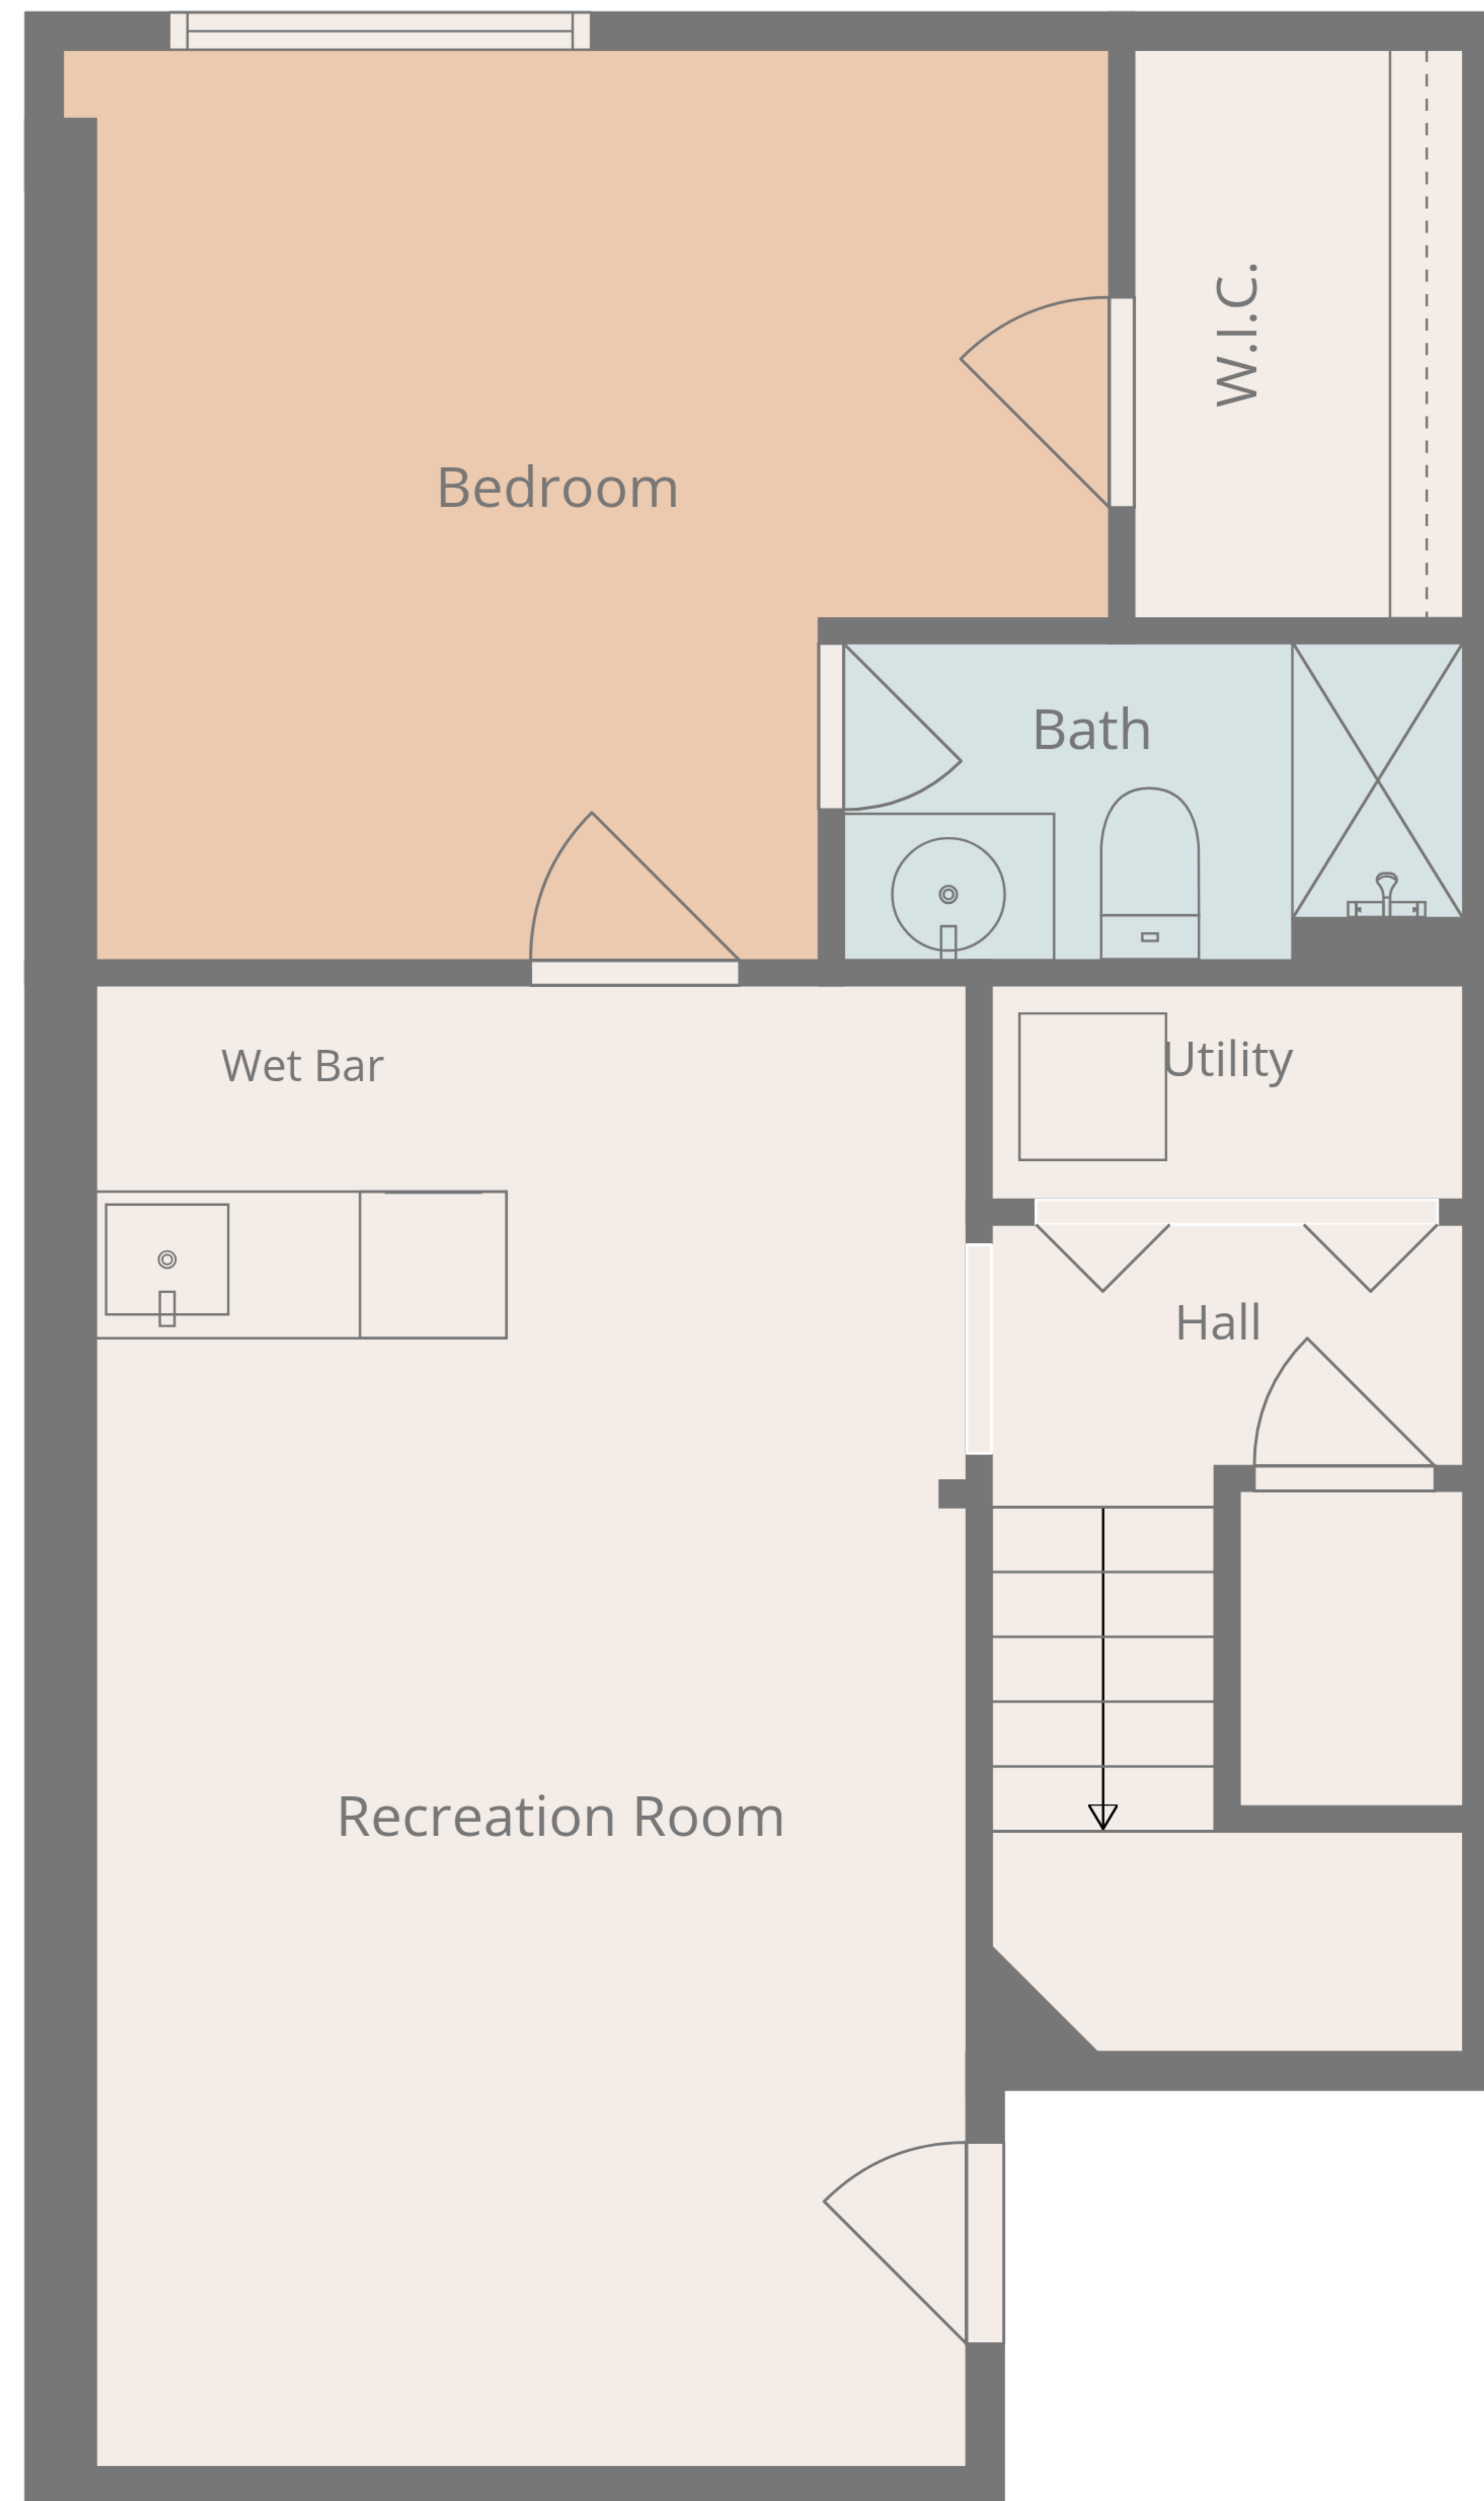 W.I.C.
Bedroom
Bath
Wet Bar
Utility
Hall
Recreation Room